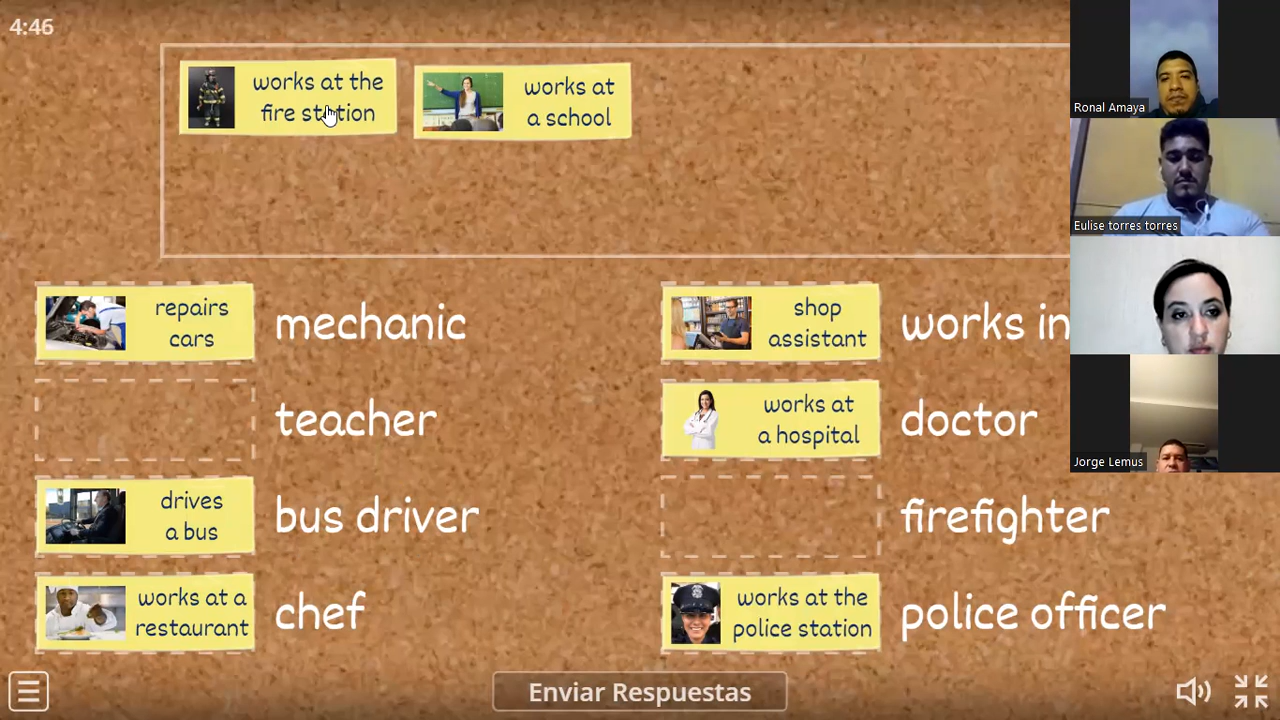 4:46
works at the
fire station
works at
a school
repairs
cars
mechanic
shop
assistant
works in
teacher
works at
a hospital
doctor
drives
a bus
bus driver
firefighter
works at a
restaurant
chef
works at the
police station
police officer
Enviar Respuestas
Ronal Amaya
Eulise torres torres
Jorge Lemus